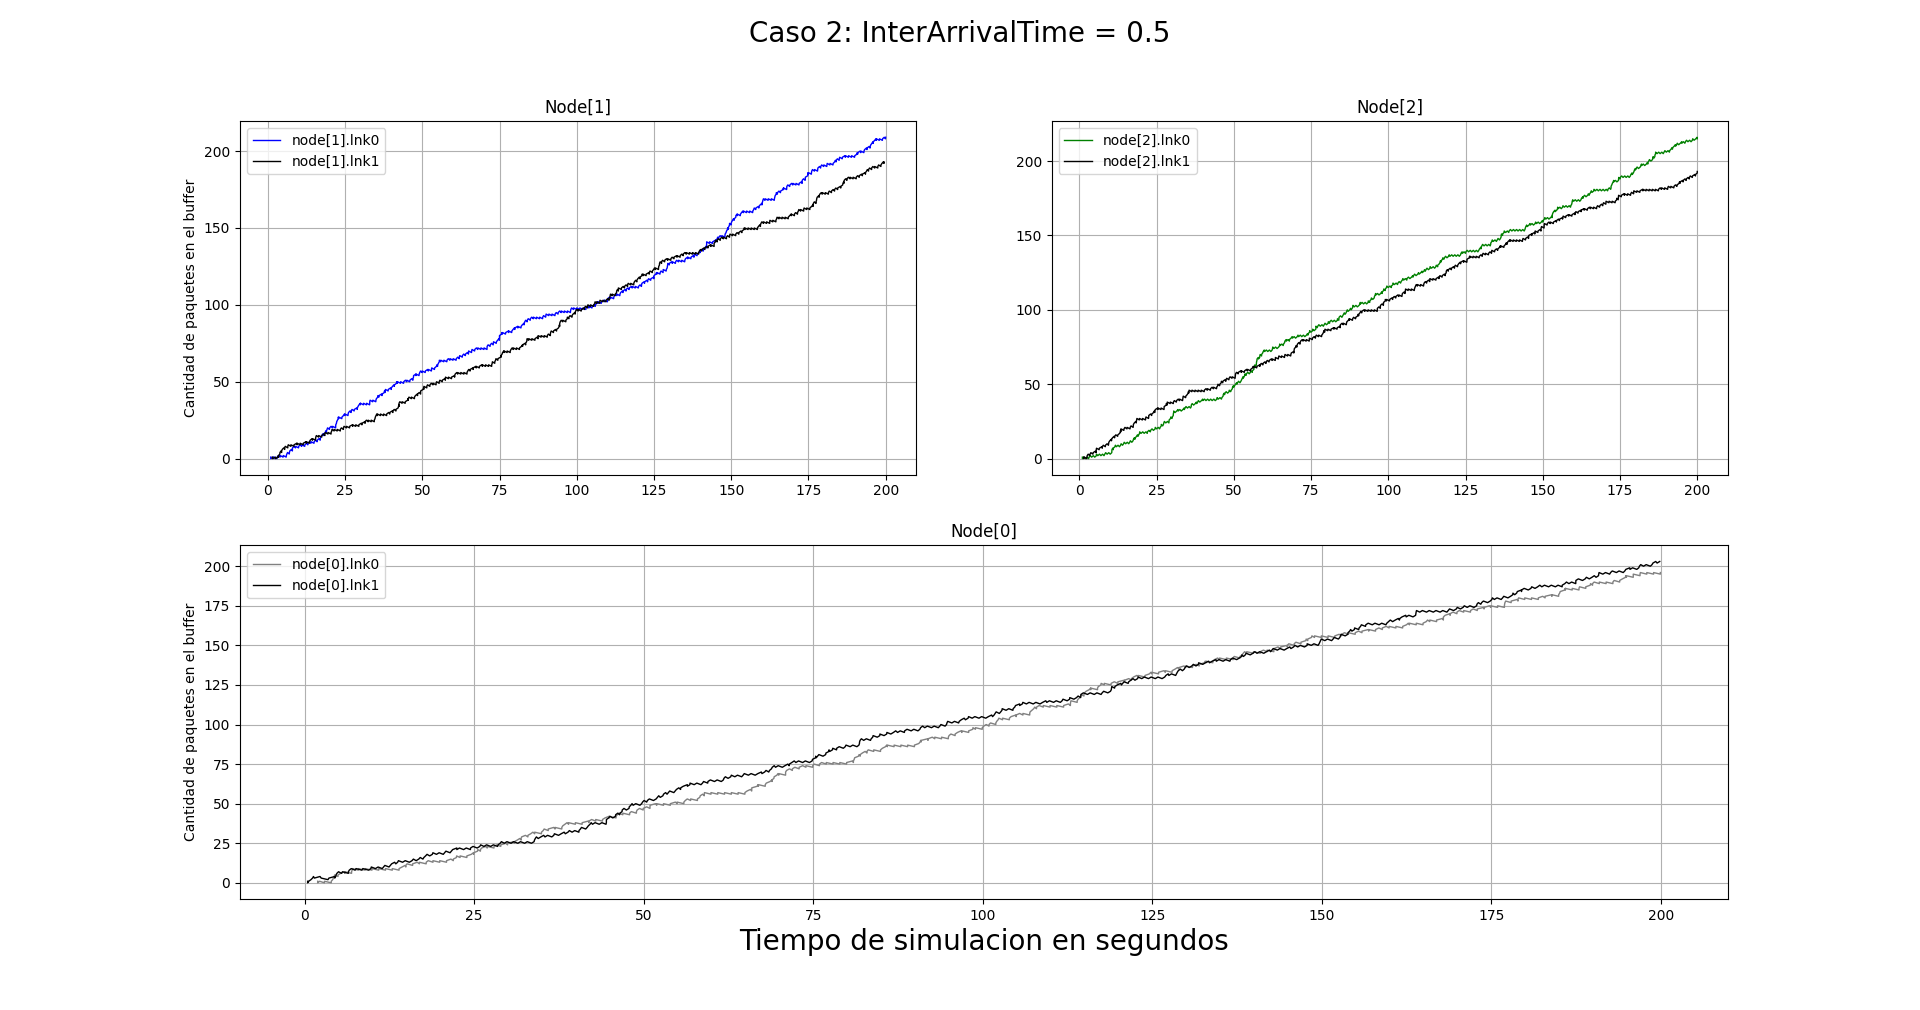 Caso 2: InterArrivalTime = 0.5
Node[1]
node[1].lnk0
node[1].lnk1
Cantidad de paquetes en el buffer
200
150
100
50
0
0 25 50 75 100 125 150 175 200
Node[2]
node[2].lnk0
node[2].lnk1
200
150
100
50
0
0 25 50 75 100 125 150 175 200
Node[0]
node[0].lnk0
node[0].lnk1
Cantidad de paquetes en el buffer
200
175
150
125
100
75
50
25
0
0 25 50 75 100 125 150 175 200
Tiempo de simulacion en segundos